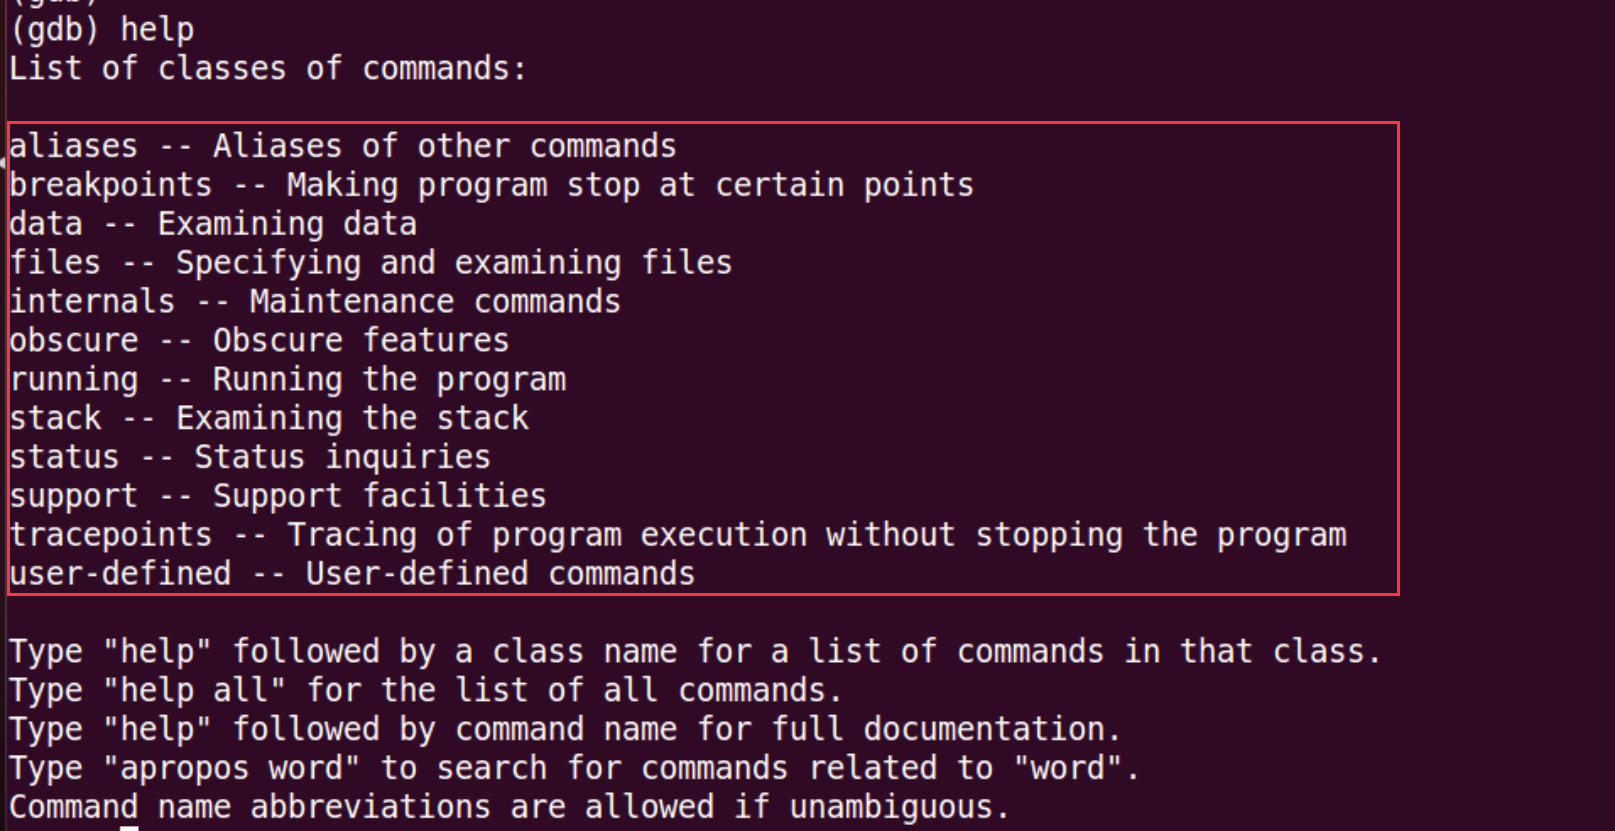 (gdb)
(gdb) help
List of classes of commands:
aliases -- Aliases of other commands
breakpoints -- Making program stop at certain points
data -- Examining data
files -- Specifying and examining files
internals -- Maintenance commands
obscure -- Obscure features
running -- Running the program
stack -- Examining the stack
status -- Status inquiries
support -- Support facilities
tracepoints -- Tracing of program execution without stopping the program
user-defined -- User-defined commands
Type "help" followed by a class name for a list of commands in that class.
Type "help all" for the list of all commands.
Type "help" followed by command name for full documentation.
Type "apropos word" to search for commands related to "word".
Command name abbreviations are allowed if unambiguous.